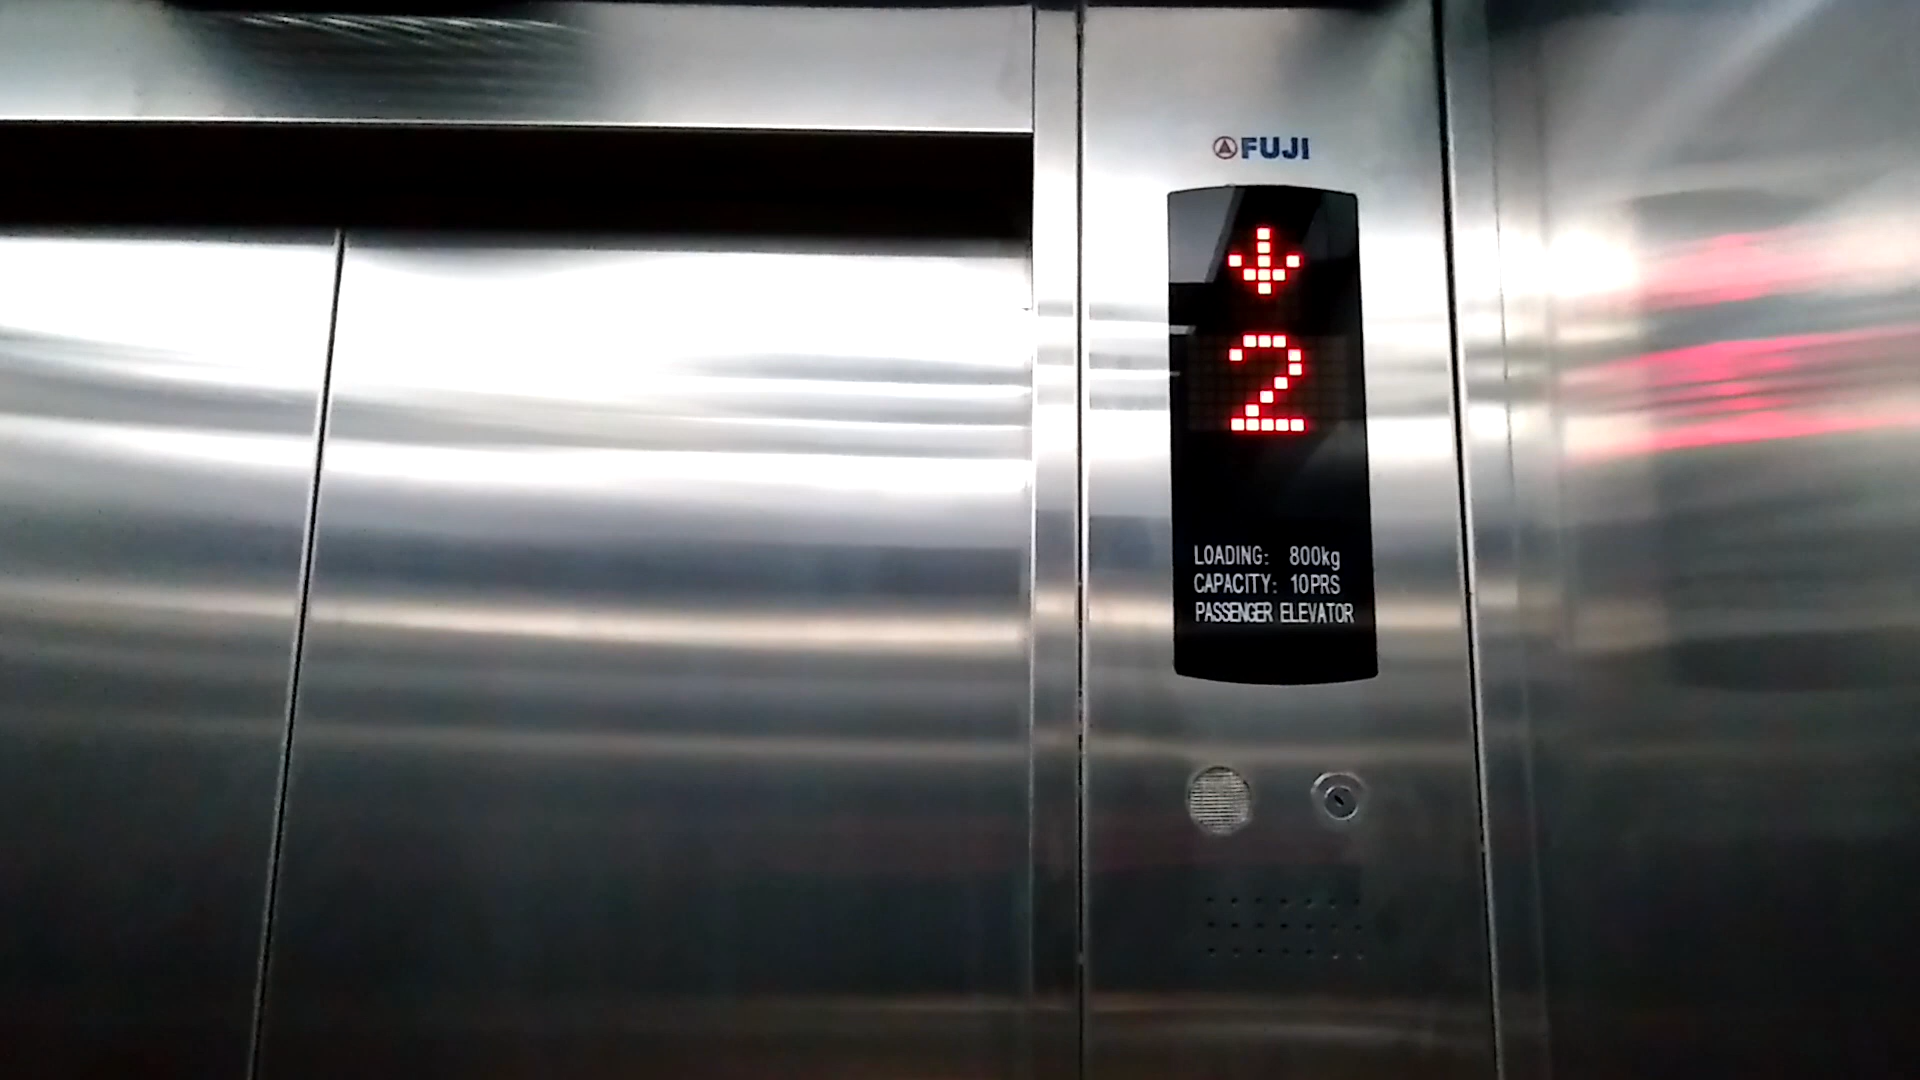 FUJI
2
LOADING: 800kg
CAPACITY: 10PRS
PASSENGER ELEVATOR